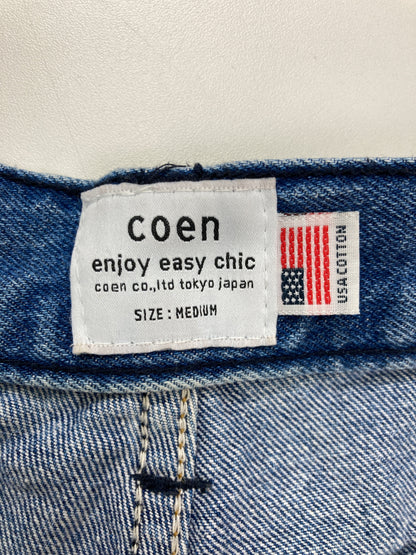 coen
enjoy easy chic
coen co.,ltd tokyo japan
SIZE : MEDIUM
USA COTTON